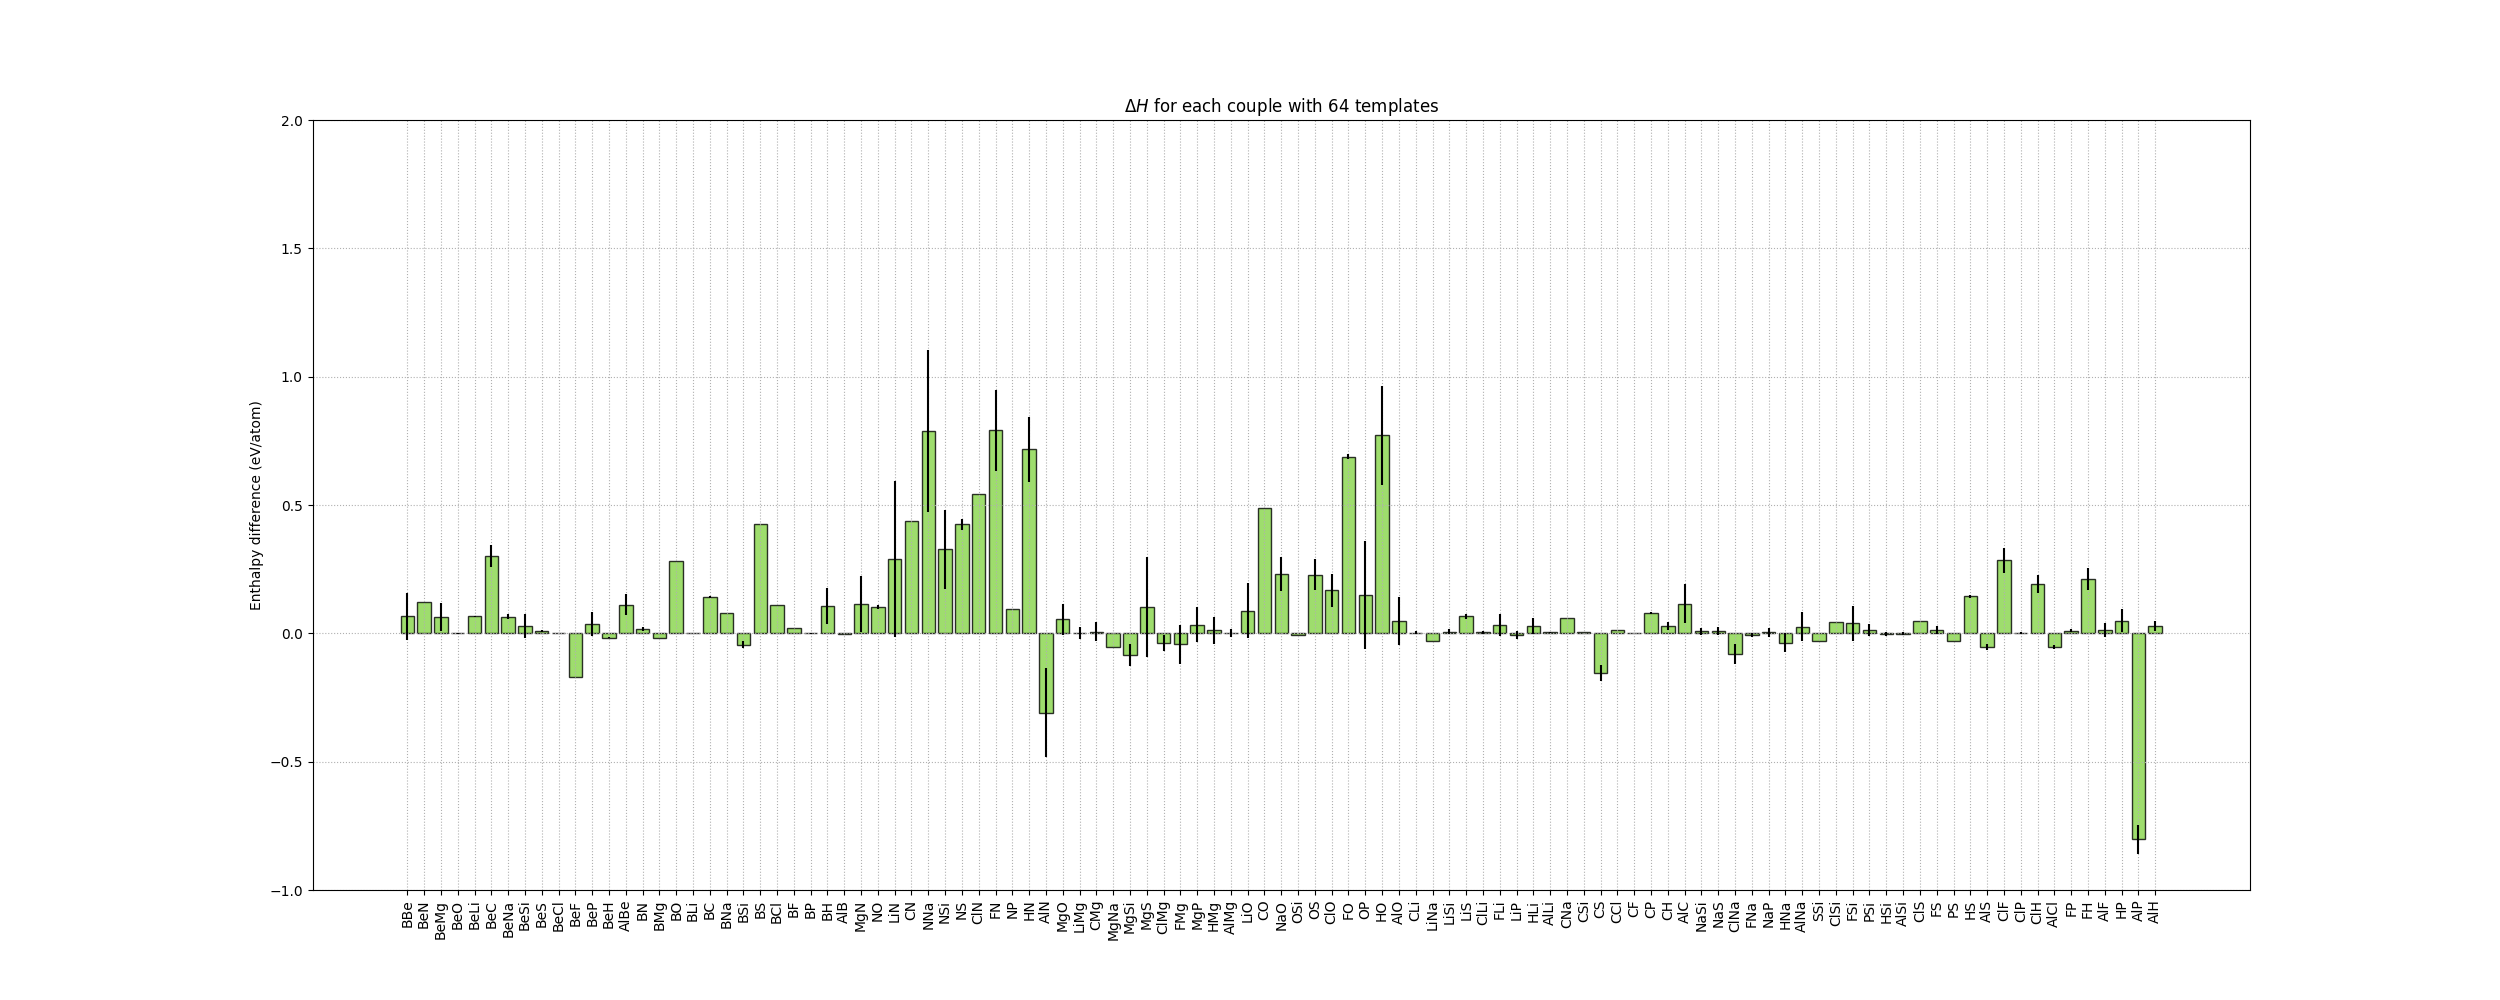 ΔH for each couple with 64 templates
Enthalpy difference (eV/atom)
2.0
1.5
1.0
0.5
0.0
−0.5
−1.0
BBe
BeN
BeMg
BeO
BeLi
BeC
BeNa
BeSi
BeS
BeCl
BeF
BeP
BeH
AlBe
BN
BMg
BO
BLi
BC
BNa
BSi
BS
BCl
BF
BP
BH
AlB
MgN
NO
LiN
CN
NNa
NSi
NS
ClN
FN
NP
HN
AlN
MgO
LiMg
CMg
MgNa
MgSi
MgS
ClMg
FMg
MgP
HMg
AlMg
LiO
CO
NaO
OSi
OS
ClO
FO
OP
HO
AlO
CLi
LiNa
LiSi
LiS
ClLi
FLi
LiP
HLi
AlLi
CNa
CSi
CS
CCl
CF
CP
CH
AlC
NaSi
NaS
ClNa
FNa
NaP
HNa
AlNa
SSi
ClSi
FSi
PSi
HSi
AlSi
ClS
FS
PS
HS
AlS
ClF
ClP
ClH
AlCl
FP
FH
AlF
HP
AlP
AlH